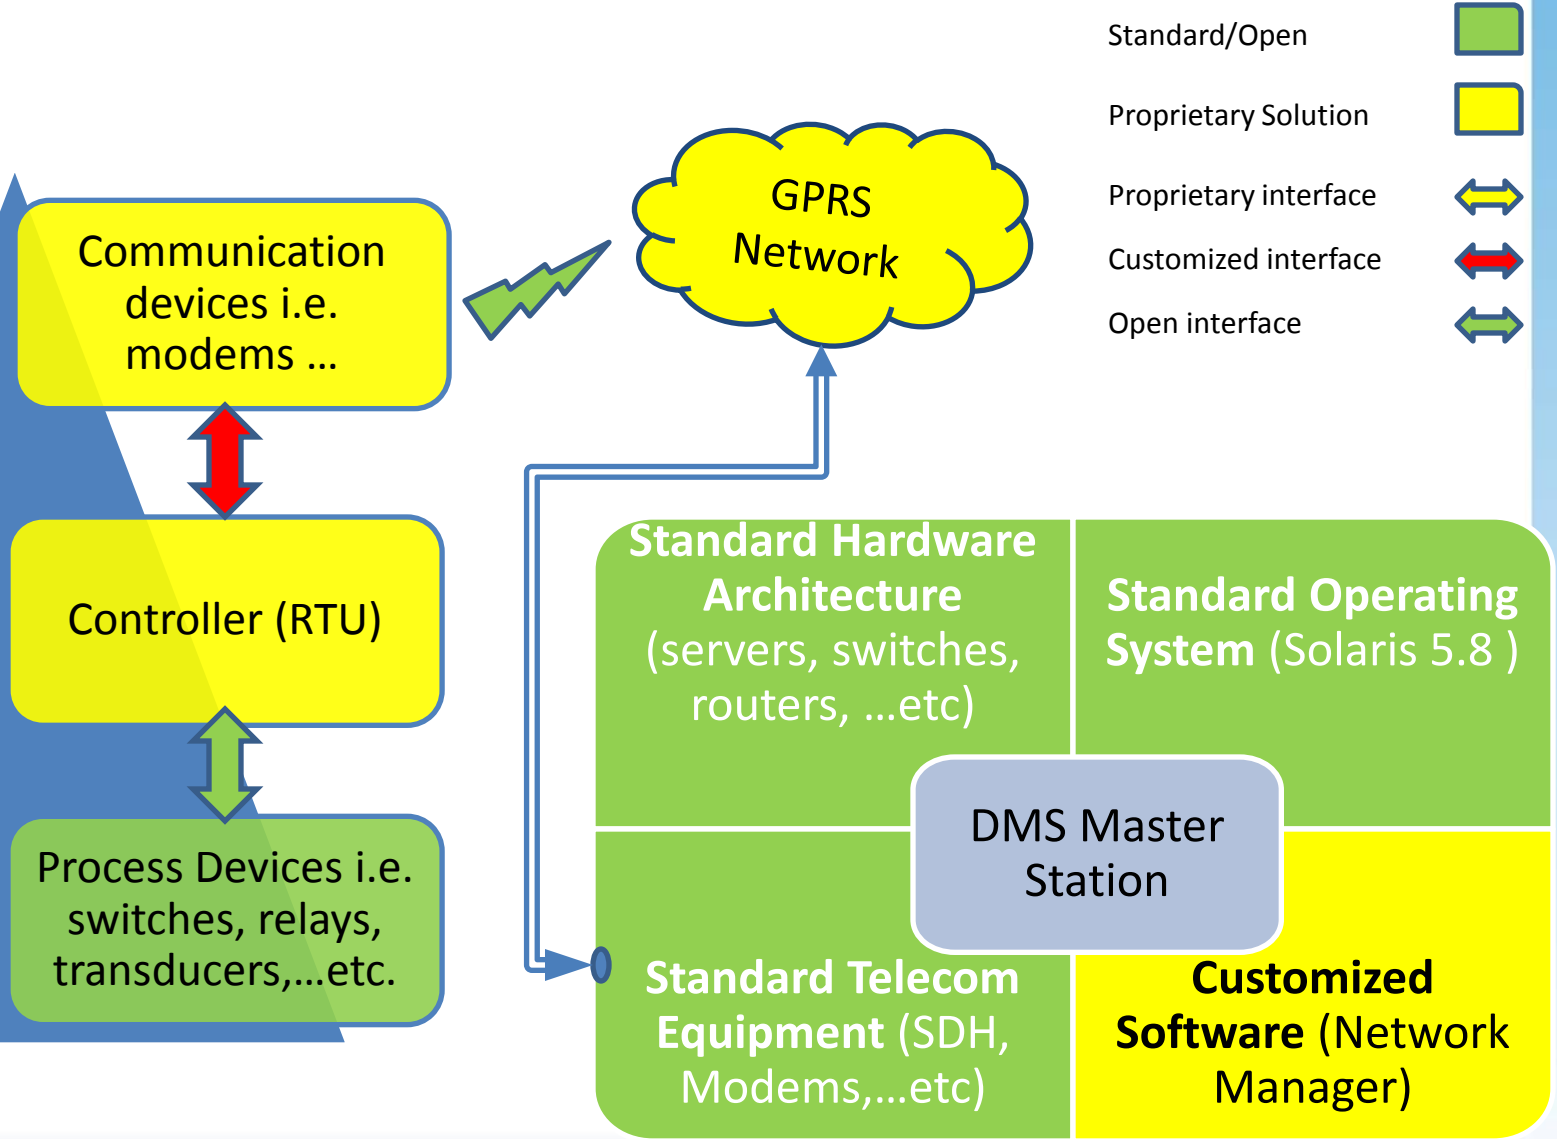 Standard/Open
Proprietary Solution
Proprietary interface
Customized interface
Open interface
GPRS
Network
Communication
devices i.e.
modems ...
Controller (RTU)
Process Devices i.e.
switches, relays,
transducers,...etc.
Standard Hardware
Architecture
(servers, switches,
routers, ...etc)
Standard Operating
System (Solaris 5.8 )
DMS Master
Station
Standard Telecom
Equipment (SDH,
Modems,...etc)
Customized
Software (Network
Manager)